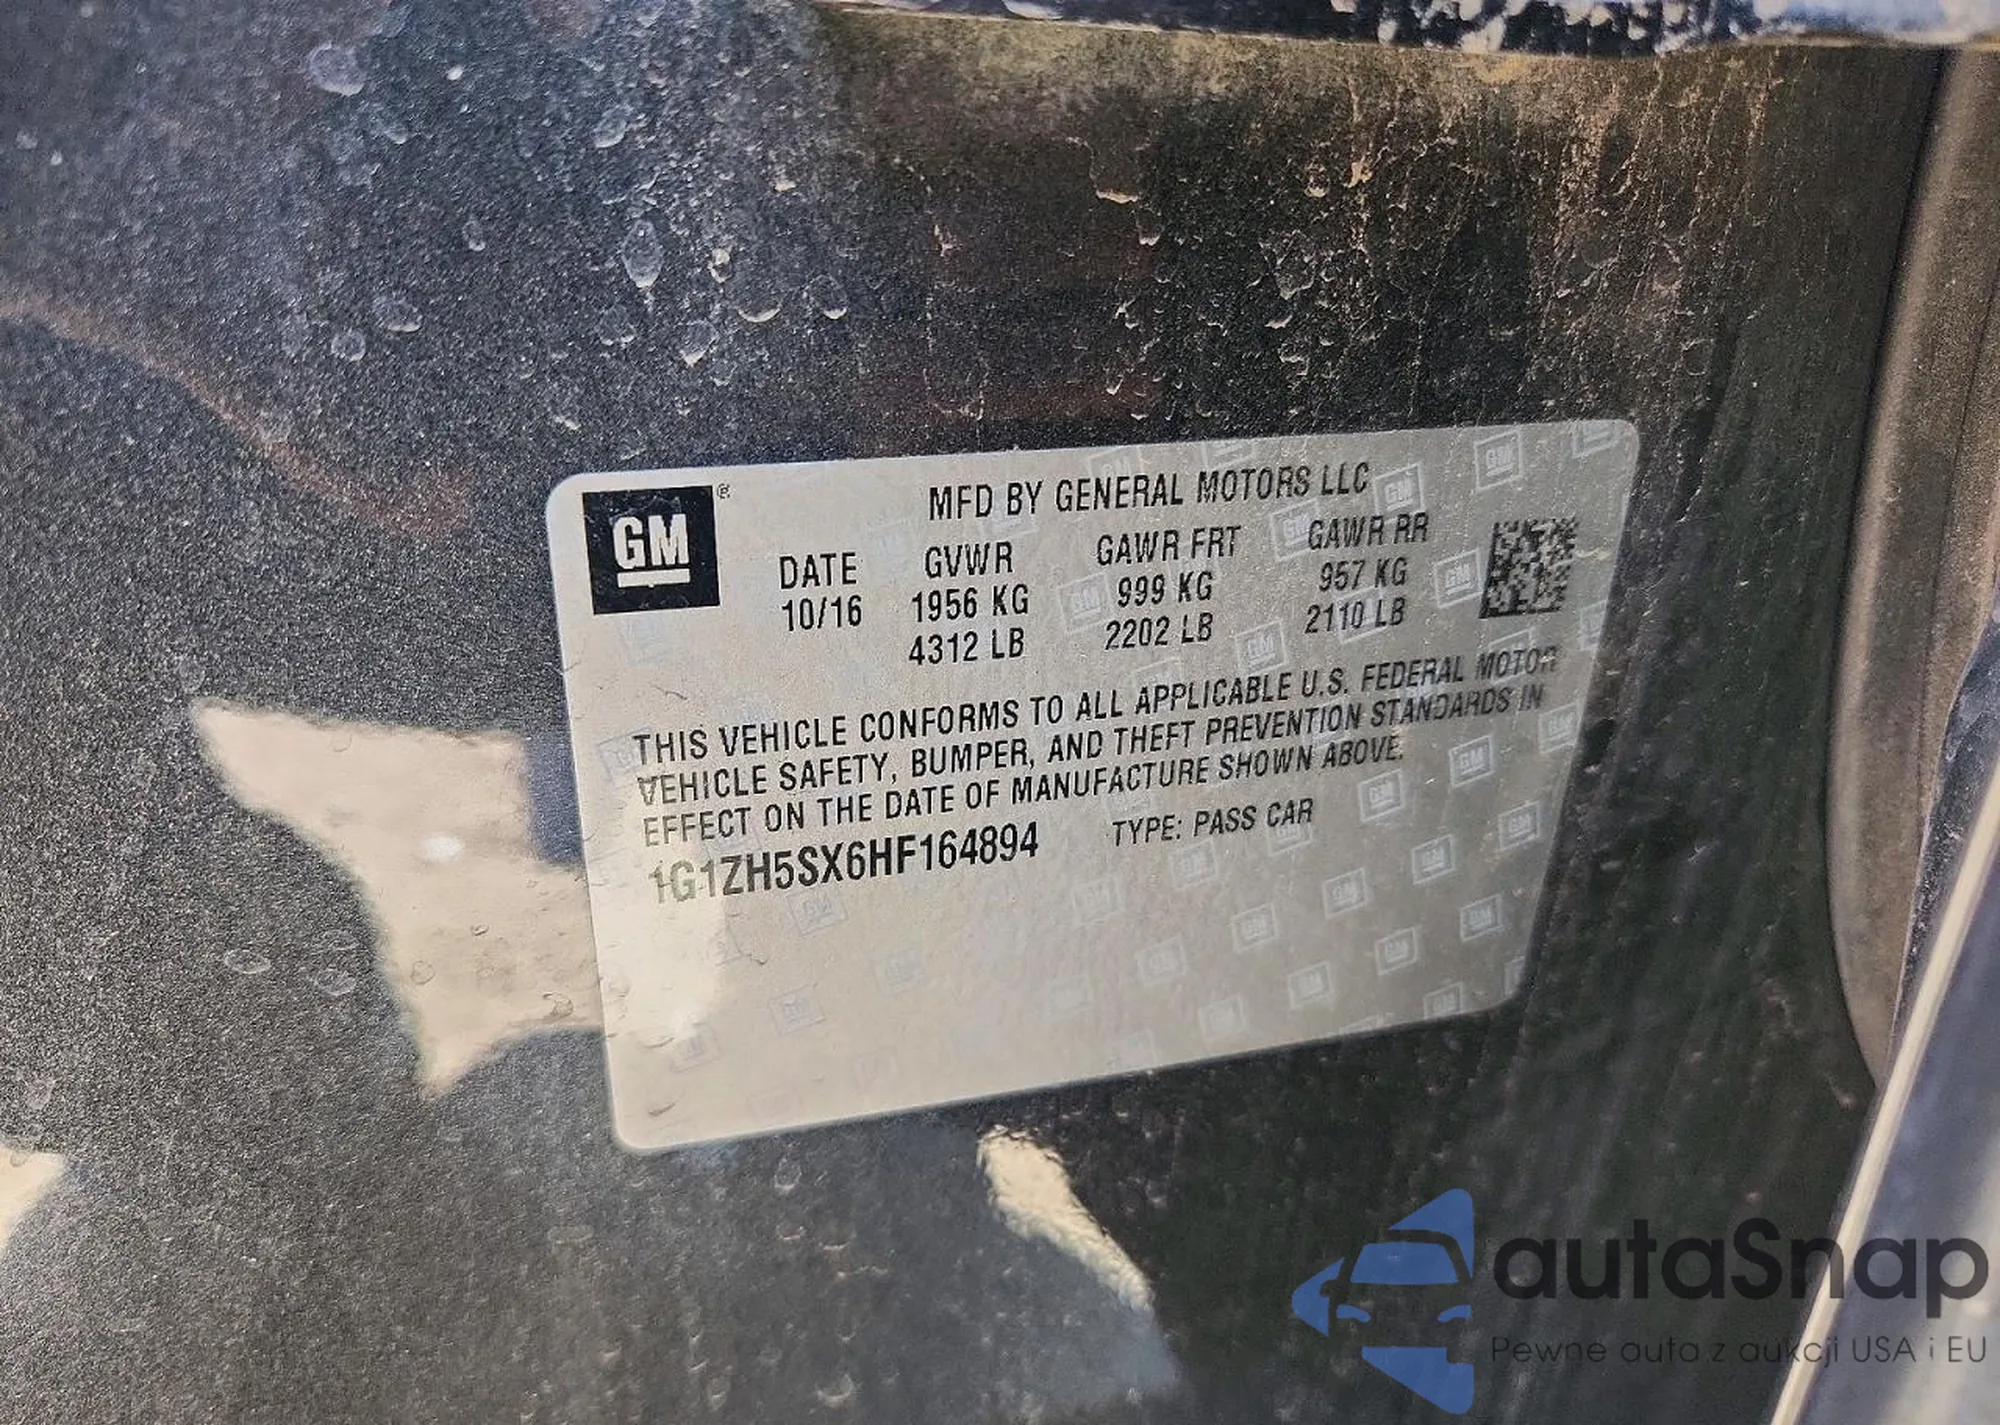 GM®
MFD BY GENERAL MOTORS LLC
DATE GVWR GAWR FRT GAWR RR
10/16 1956 KG 999 KG 957 KG
4312 LB 2202 LB 2110 LB
THIS VEHICLE CONFORMS TO ALL APPLICABLE U.S. FEDERAL MOTOR
VEHICLE SAFETY, BUMPER, AND THEFT PREVENTION STANDARDS IN
EFFECT ON THE DATE OF MANUFACTURE SHOWN ABOVE.
1G1ZH5SX6HF164894 TYPE: PASS CAR
autaSnap
Pewne auta z aukcji USA i EU